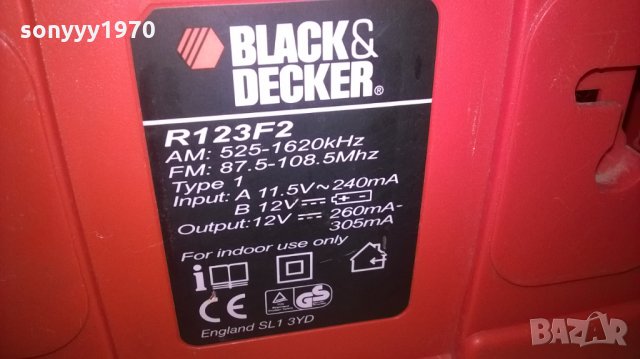 sonyyy1970
BLACK&
DECKER®
R123F2
AM: 525-1620kHz
FM: 87.5-108.5Mhz
Type 1
Input: A 11.5V~240mA
B 12V⎓
Output:12V⎓ 260mA-
305mA
For indoor use only
i
CE
GS
England SL1 3YD
BAZAR